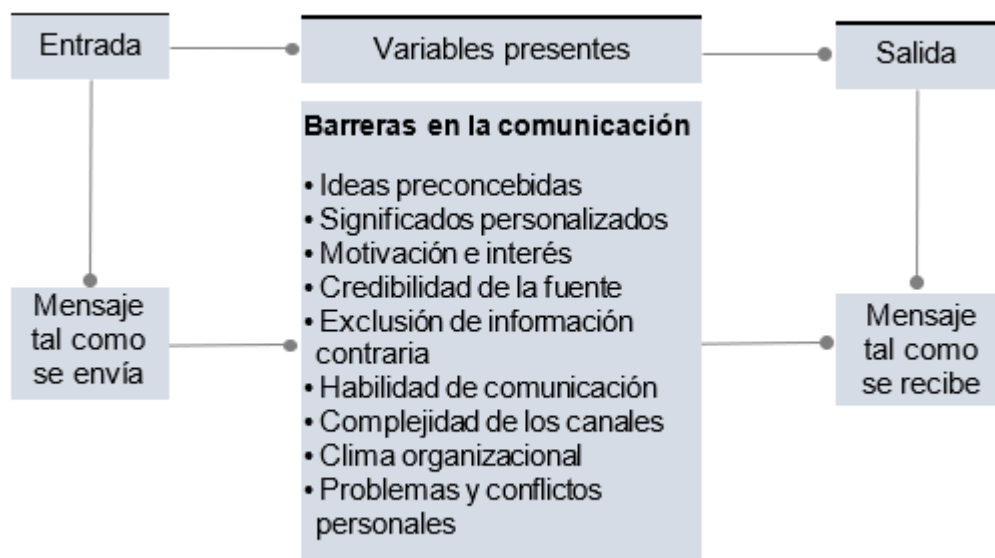 Entrada
Variables presentes
Salida
Barreras en la comunicación
• Ideas preconcebidas
• Significados personalizados
• Motivación e interés
• Credibilidad de la fuente
• Exclusión de información
contraria
• Habilidad de comunicación
• Complejidad de los canales
• Clima organizacional
• Problemas y conflictos
personales
Mensaje
tal como
se envía
Mensaje
tal como
se recibe